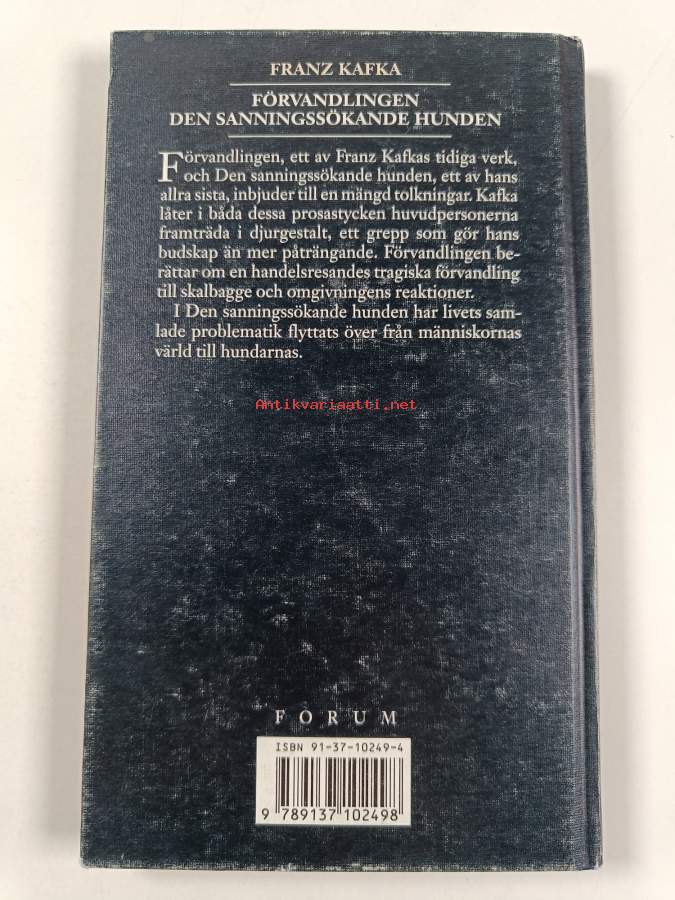 FRANZ KAFKA
FÖRVANDLINGEN
DEN SANNINGSSÖKANDE HUNDEN
Förvandlingen, ett av Franz Kafkas tidiga verk,
och Den sanningssökande hunden, ett av hans
allra sista, inbjuder till en mängd tolkningar. Kafka
låter i båda dessa prosastycken huvudpersonerna
framträda i djurgestalt, ett grepp som gör hans
budskap än mer påträngande. Förvandlingen be-
rättar om en handelsresandes tragiska förvandling
till skalbagge och omgivningens reaktioner.
I Den sanningssökande hunden har livets sam-
lade problematik flyttats över från människornas
värld till hundarnas.
Antikvariaatti.net
FORUM
ISBN 91-37-10249-4
9 789137 102498